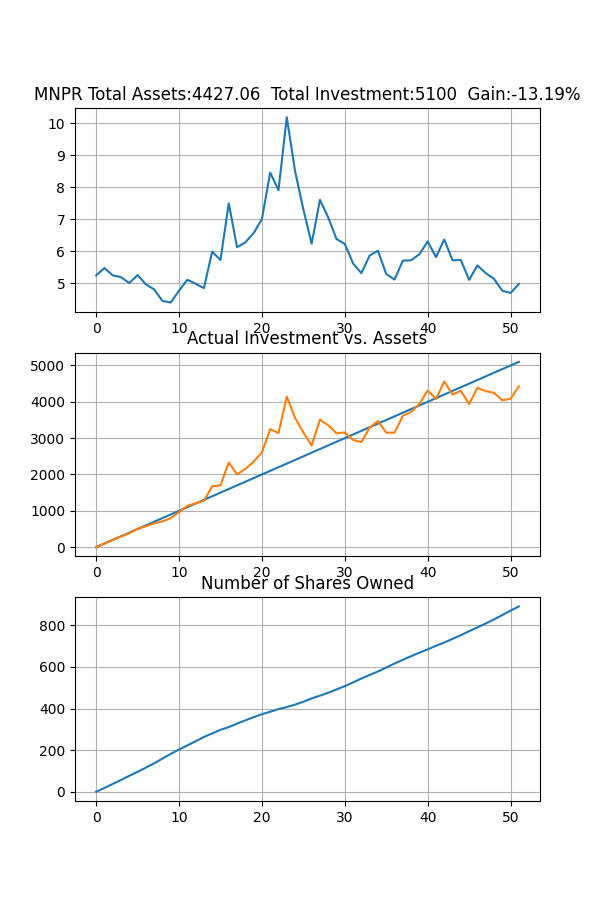 MNPR Total Assets:4427.06  Total Investment:5100  Gain:-13.19%
10
9
8
7
6
5
0 10 20 30 40 50
Actual Investment vs. Assets
5000
4000
3000
2000
1000
0
0 10 20 30 40 50
Number of Shares Owned
800
600
400
200
0
0 10 20 30 40 50